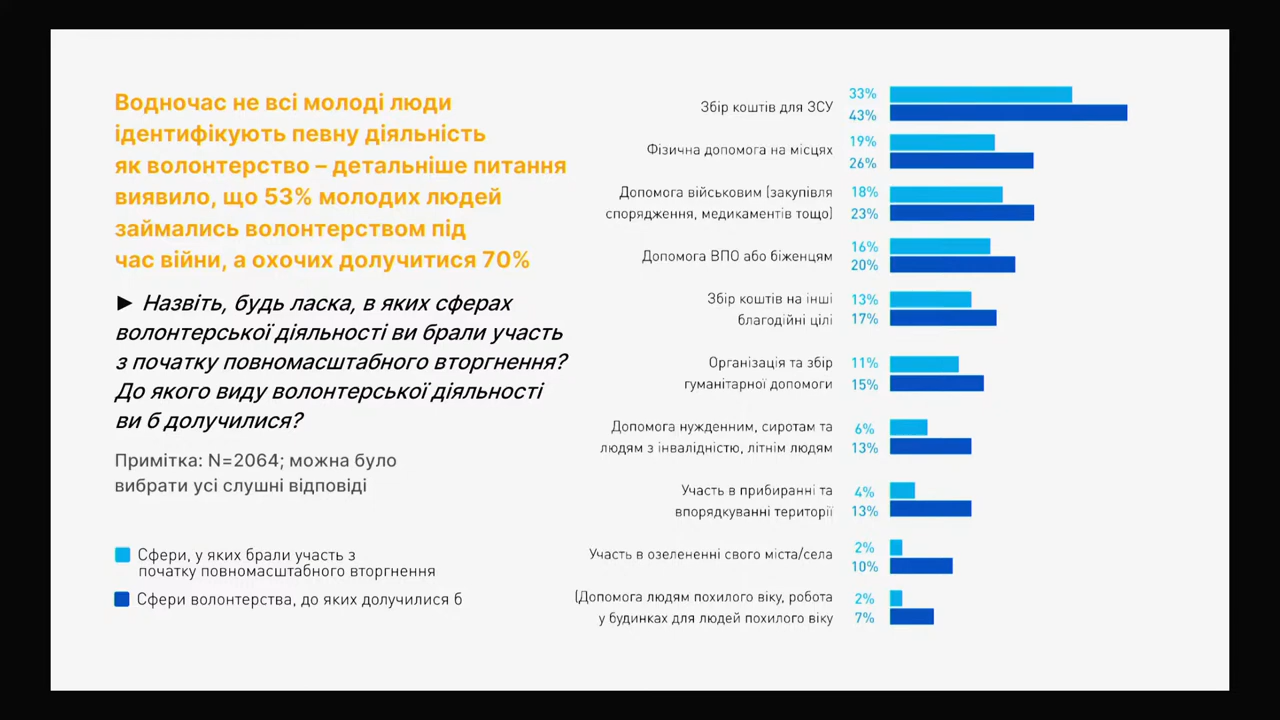 Водночас не всі молоді люди
ідентифікують певну діяльність
як волонтерство – детальніше питання
виявило, що 53% молодих людей
займались волонтерством під
час війни, а охочих долучитися 70%
► Назвіть, будь ласка, в яких сферах
волонтерської діяльності ви брали участь
з початку повномасштабного вторгнення?
До якого виду волонтерської діяльності
ви б долучилися?
Примітка: N=2064; можна було
вибрати усі слушні відповіді
Сфери, у яких брали участь з
початку повномасштабного вторгнення
Сфери волонтерства, до яких долучилися б
Збір коштів для ЗСУ
33%
43%
Фізична допомога на місцях
19%
26%
Допомога військовим (закупівля
спорядження, медикаментів тощо)
18%
23%
Допомога ВПО або біженцям
16%
20%
Збір коштів на інші
благодійні цілі
13%
17%
Організація та збір
гуманітарної допомоги
11%
15%
Допомога нужденним, сиротам та
людям з інвалідністю, літнім людям
6%
13%
Участь в прибиранні та
впорядкуванні території
4%
13%
Участь в озелененні свого міста/села
2%
10%
(Допомога людям похилого віку, робота
у будинках для людей похилого віку
2%
7%